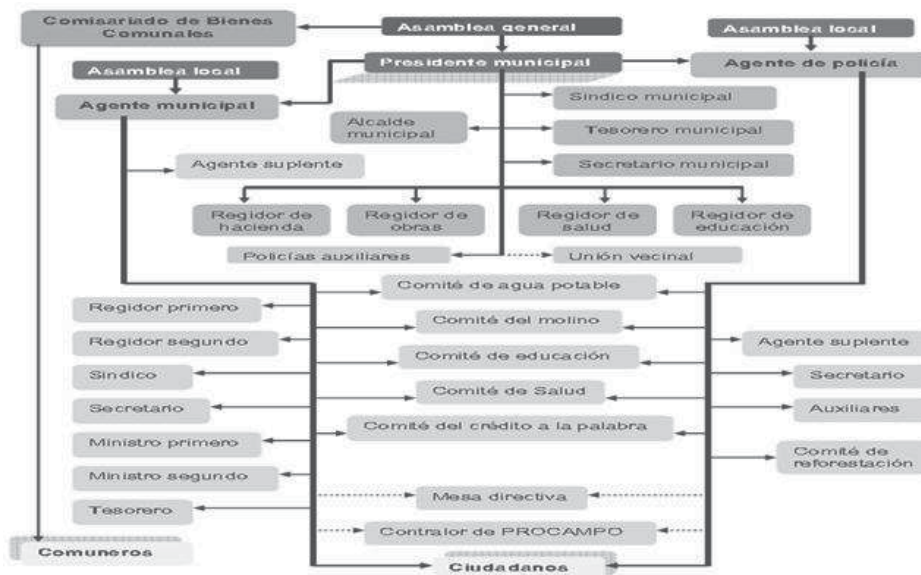 Comisariado de Bienes
Comunales
Asamblea general
Asamblea local
Asamblea local
Presidente municipal
Agente de policía
Agente municipal
Síndico municipal
Alcalde
municipal
Tesorero municipal
Agente suplente
Secretario municipal
Regidor de
hacienda
Regidor de
obras
Regidor de
salud
Regidor de
educación
Policías auxiliares
Unión vecinal
Comité de agua potable
Regidor primero
Comité del molino
Regidor segundo
Agente suplente
Comité de educación
Síndico
Secretario
Comité de Salud
Secretario
Auxiliares
Comité del crédito a la palabra
Ministro primero
Comité de
reforestación
Ministro segundo
Mesa directiva
Tesorero
Contralor de PROCAMPO
Comuneros
Ciudadanos